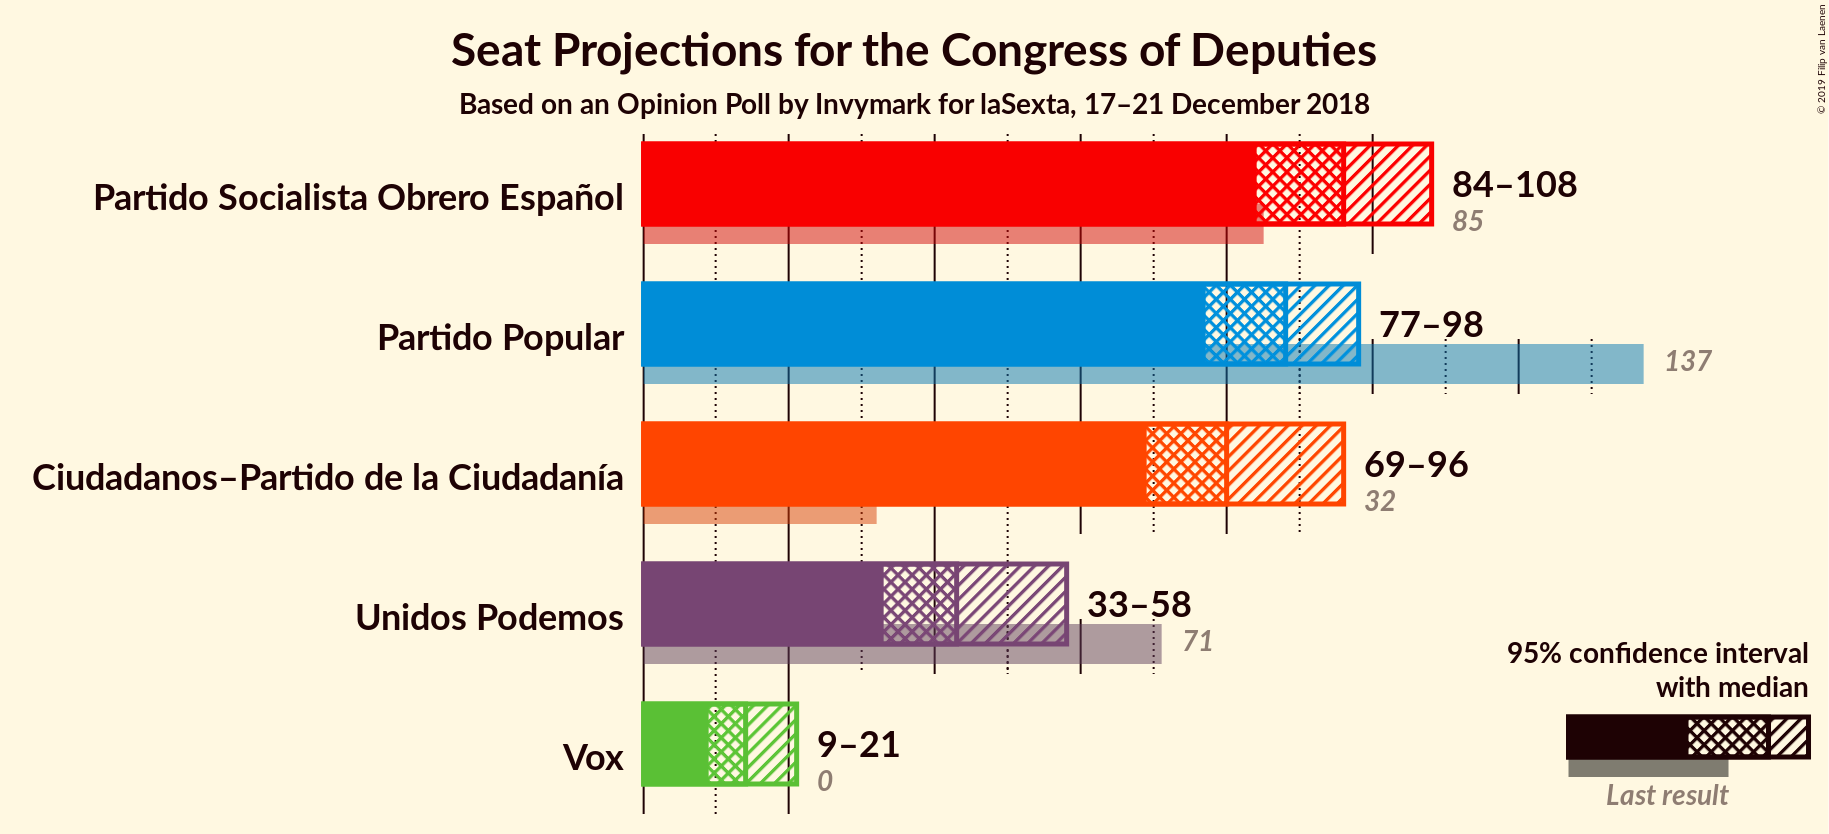 Seat Projections for the Congress of Deputies
Based on an Opinion Poll by Invymark for laSexta, 17–21 December 2018
© 2019 Filip van Laenen
Partido Socialista Obrero Español
84–108
85
Partido Popular
77–98
137
Ciudadanos–Partido de la Ciudadanía
69–96
32
Unidos Podemos
33–58
71
Vox
9–21
0
95% confidence interval
with median
Last result